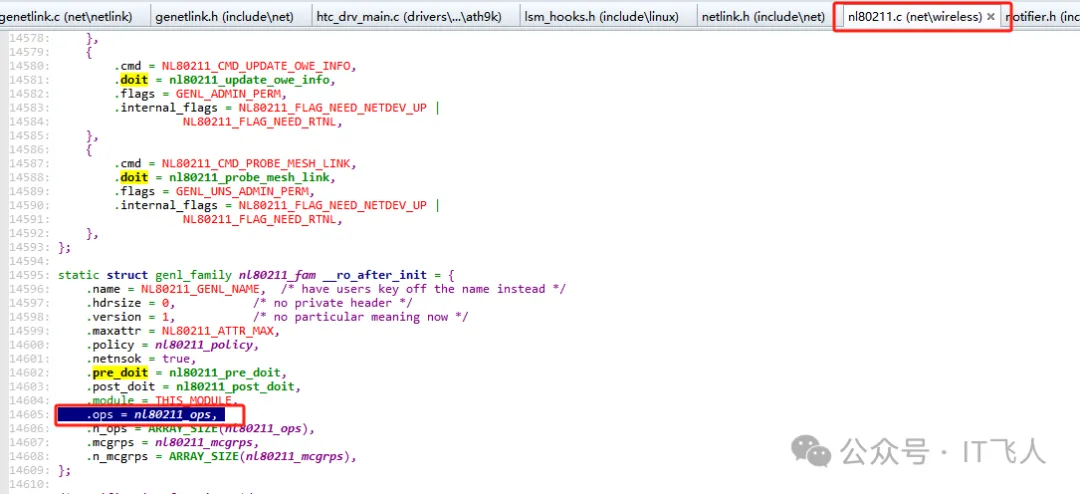 genetlink.c (net\netlink) genetlink.h (include\net) htc_drv_main.c (drivers\...\ath9k) lsm_hooks.h (include\linux) netlink.h (include\net) nl80211.c (net\wireless) × notifier.h (inc
14578: },
14579: {
14580: .cmd = NL80211_CMD_UPDATE_OWE_INFO,
14581: .doit = nl80211_update_owe_info,
14582: .flags = GENL_ADMIN_PERM,
14583: .internal_flags = NL80211_FLAG_NEED_NETDEV_UP |
14584: NL80211_FLAG_NEED_RTNL,
14585: },
14586: {
14587: .cmd = NL80211_CMD_PROBE_MESH_LINK,
14588: .doit = nl80211_probe_mesh_link,
14589: .flags = GENL_UNS_ADMIN_PERM,
14590: .internal_flags = NL80211_FLAG_NEED_NETDEV_UP |
14591: NL80211_FLAG_NEED_RTNL,
14592: },
14593: };
14594:
14595: static struct genl_family nl80211_fam __ro_after_init = {
14596: .name = NL80211_GENL_NAME, /* have users key off the name instead */
14597: .hdrsize = 0, /* no private header */
14598: .version = 1, /* no particular meaning now */
14599: .maxattr = NL80211_ATTR_MAX,
14600: .policy = nl80211_policy,
14601: .netnsok = true,
14602: .pre_doit = nl80211_pre_doit,
14603: .post_doit = nl80211_post_doit,
14604: .module = THIS_MODULE,
14605: .ops = nl80211_ops,
14606: .n_ops = ARRAY_SIZE(nl80211_ops),
14607: .mcgrps = nl80211_mcgrps,
14608: .n_mcgrps = ARRAY_SIZE(nl80211_mcgrps),
14609: };
14610:
公众号 · IT飞人